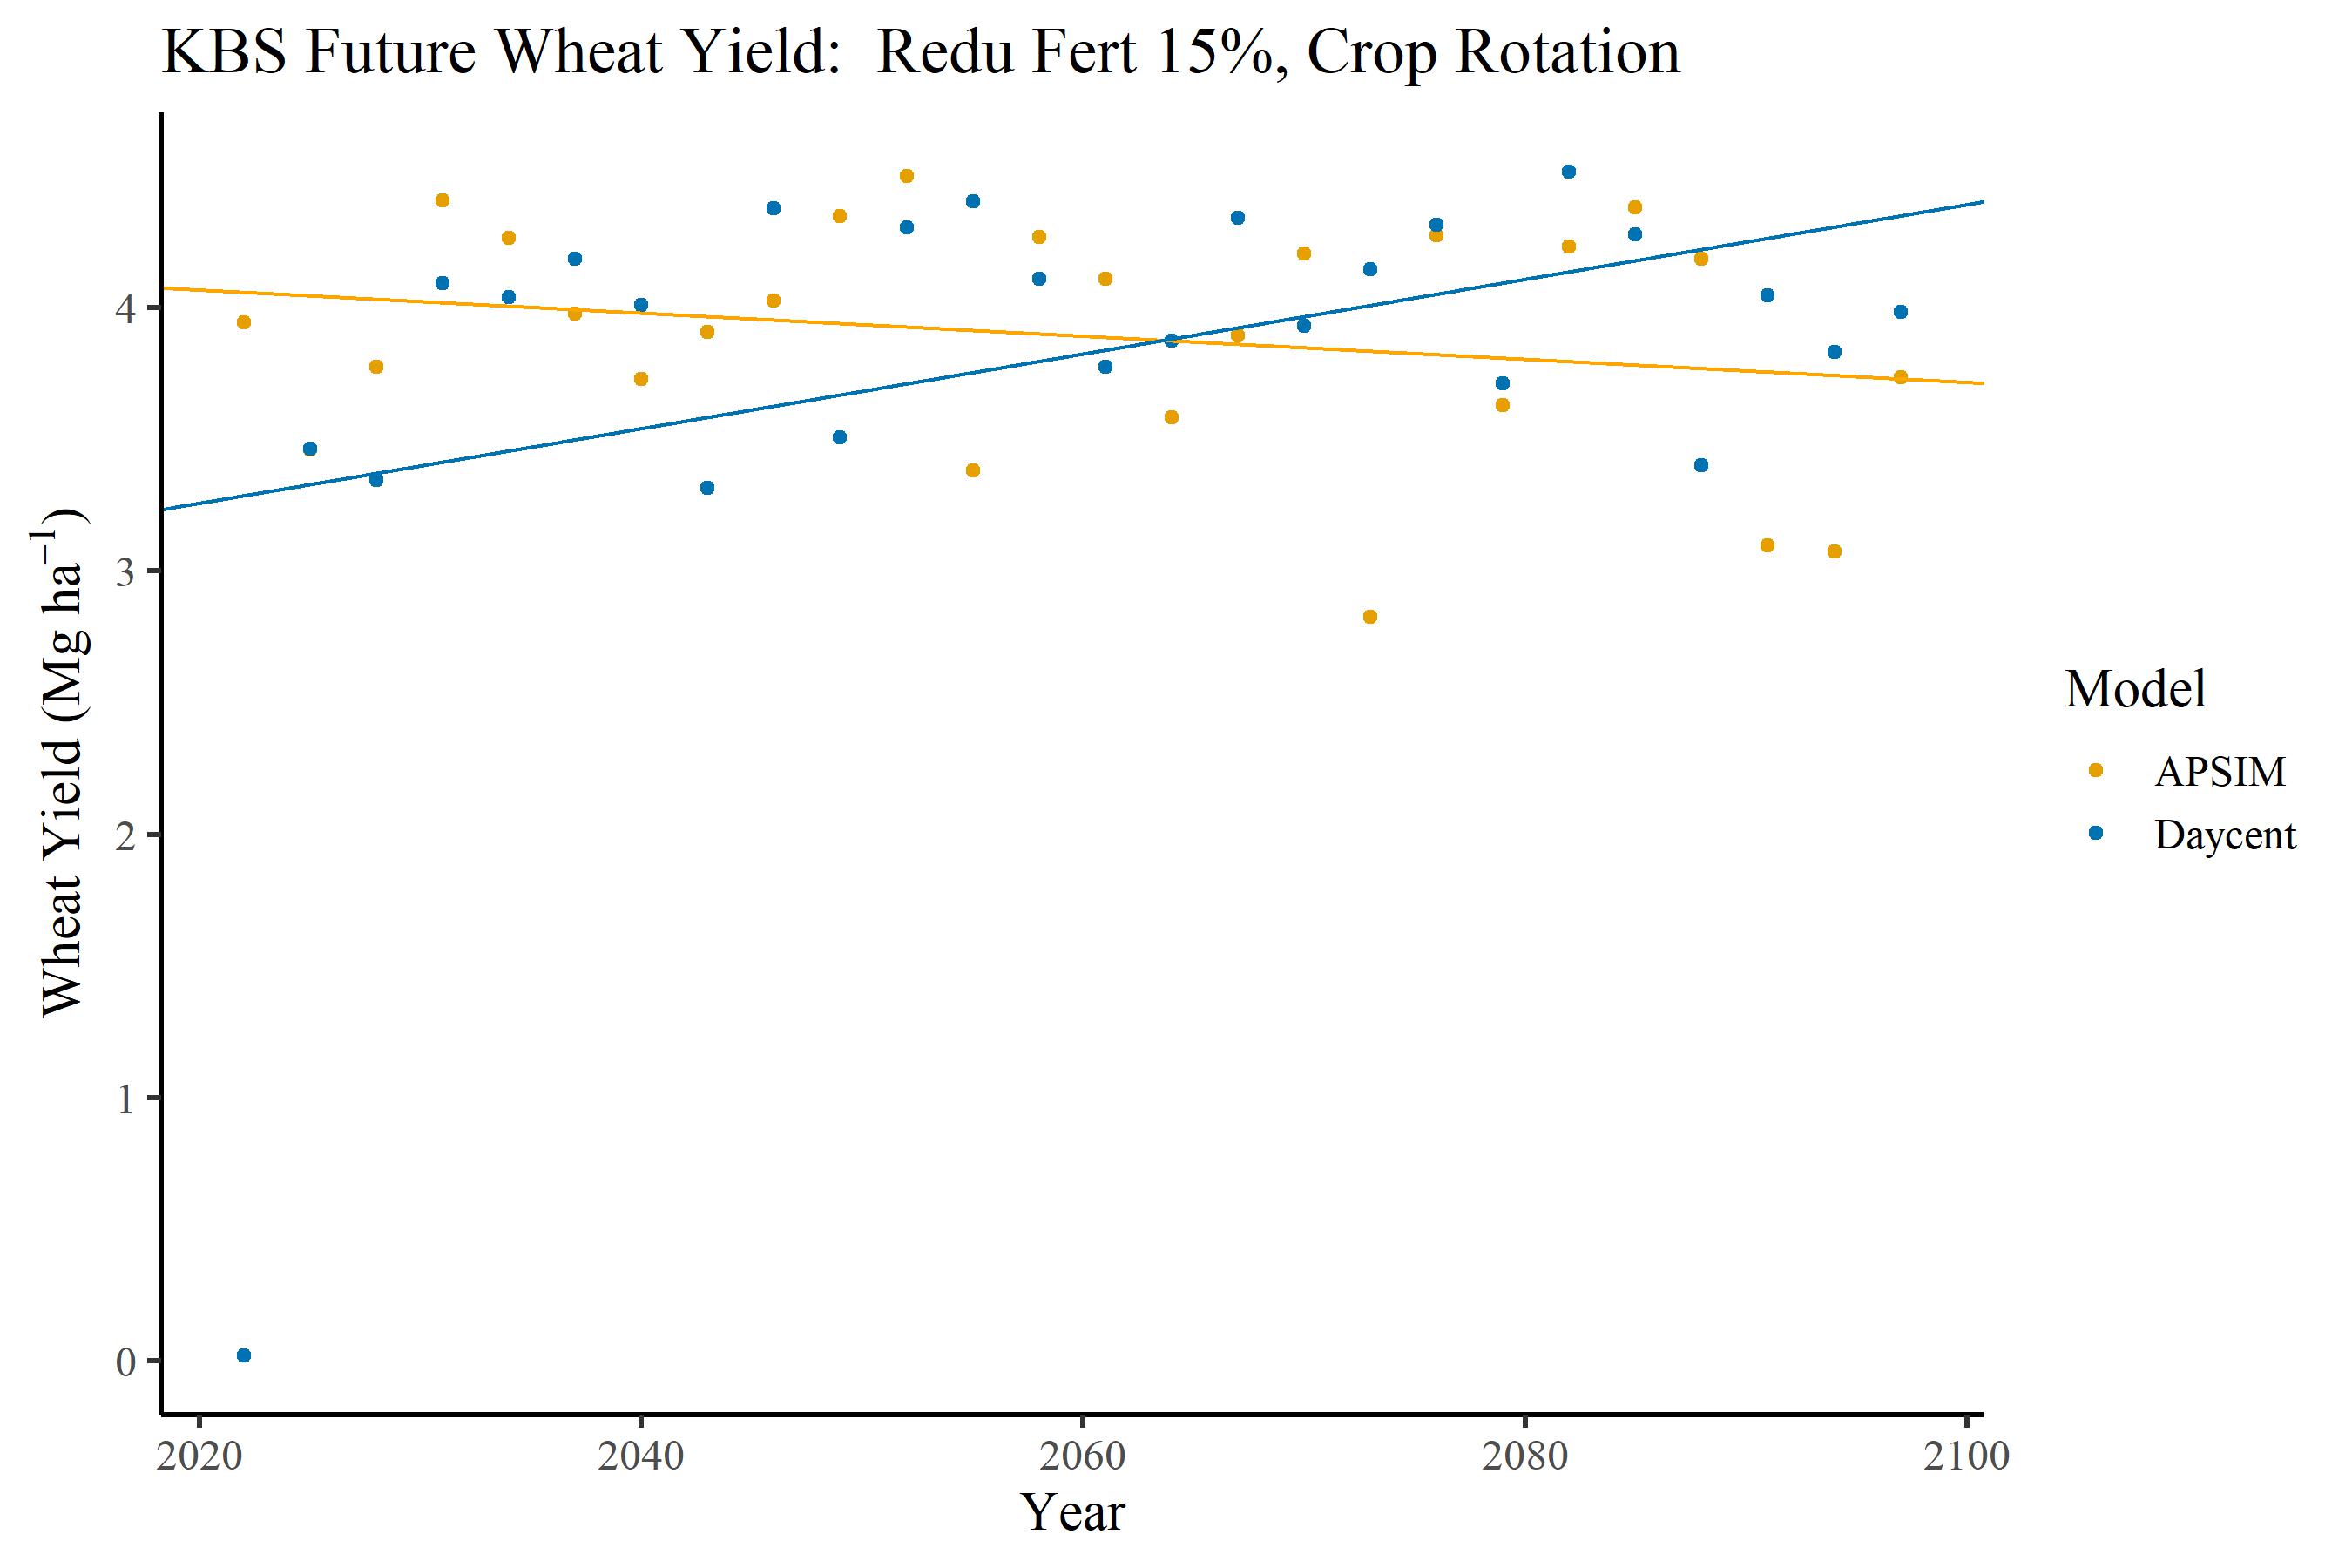 KBS Future Wheat Yield:  Redu Fert 15%, Crop Rotation
Wheat Yield (Mg ha⁻¹)
4
3
2
1
0
2020 2040 2060 2080 2100
Year
Model
APSIM
Daycent